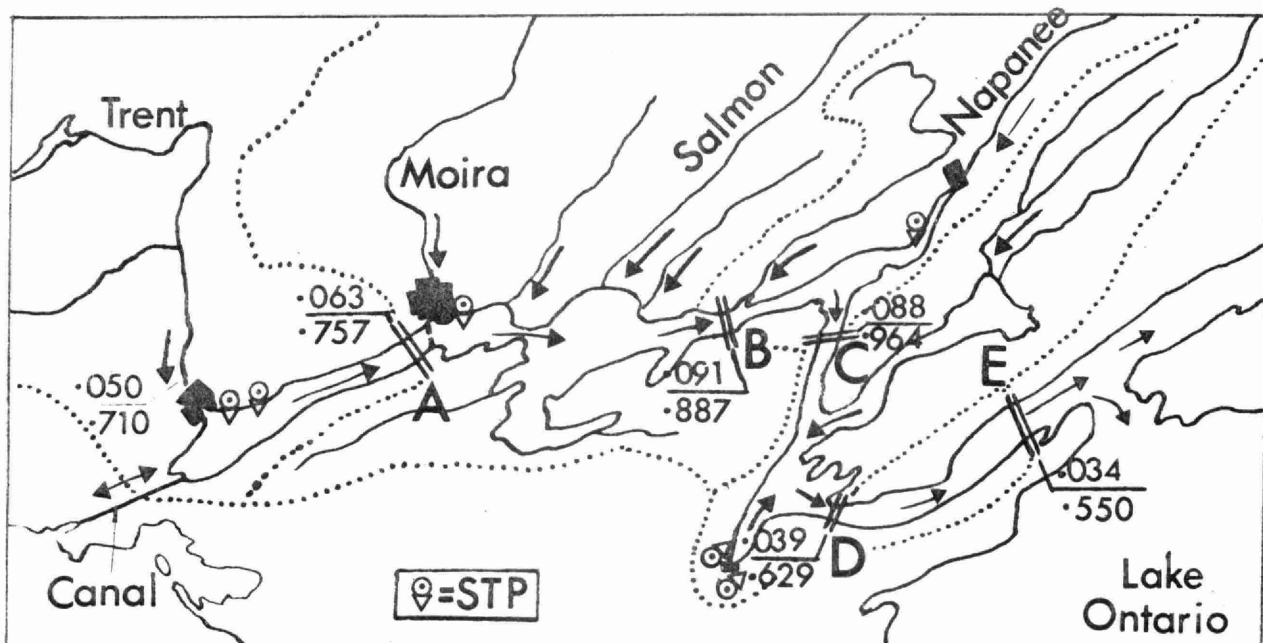 Trent
Moira
Salmon
Napanee
·063
·757
·050
·710
A
B
·091
·887
C
·088
·964
E
·034
·550
D
·039
·629
Canal
=STP
Lake
Ontario